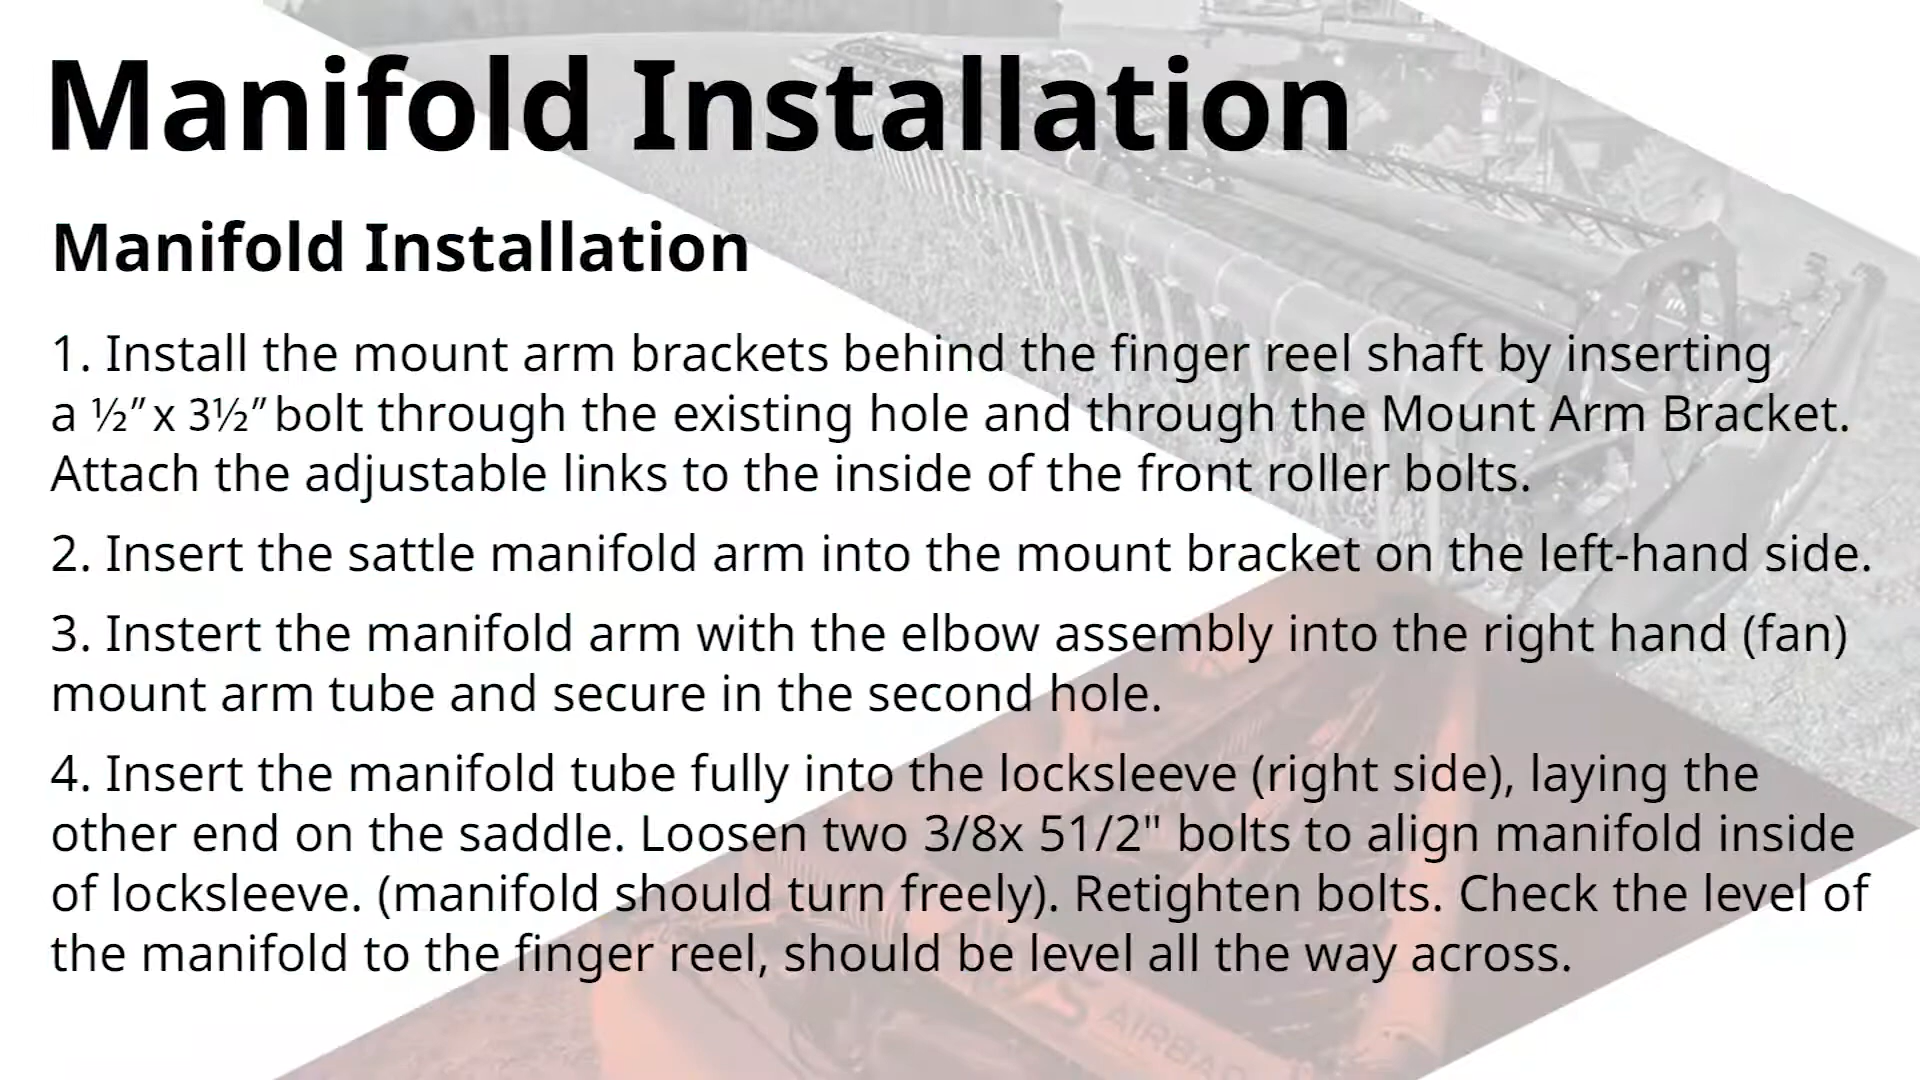 Manifold Installation
Manifold Installation
1. Install the mount arm brackets behind the finger reel shaft by inserting
a ½” x 3½” bolt through the existing hole and through the Mount Arm Bracket.
Attach the adjustable links to the inside of the front roller bolts.
2. Insert the sattle manifold arm into the mount bracket on the left-hand side.
3. Instert the manifold arm with the elbow assembly into the right hand (fan)
mount arm tube and secure in the second hole.
4. Insert the manifold tube fully into the locksleeve (right side), laying the
other end on the saddle. Loosen two 3/8x 51/2" bolts to align manifold inside
of locksleeve. (manifold should turn freely). Retighten bolts. Check the level of
the manifold to the finger reel, should be level all the way across.